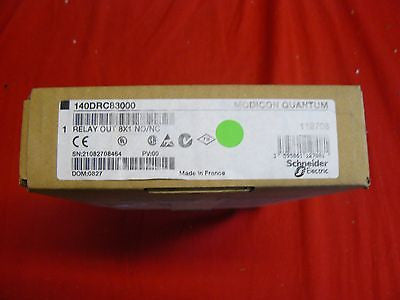 140DRC83000
MODICON QUANTUM
1 RELAY OUT 8X1 NO/NC
CE
SN:21082708464
PV:00
DOM:0827
Made in France
Schneider
Electric